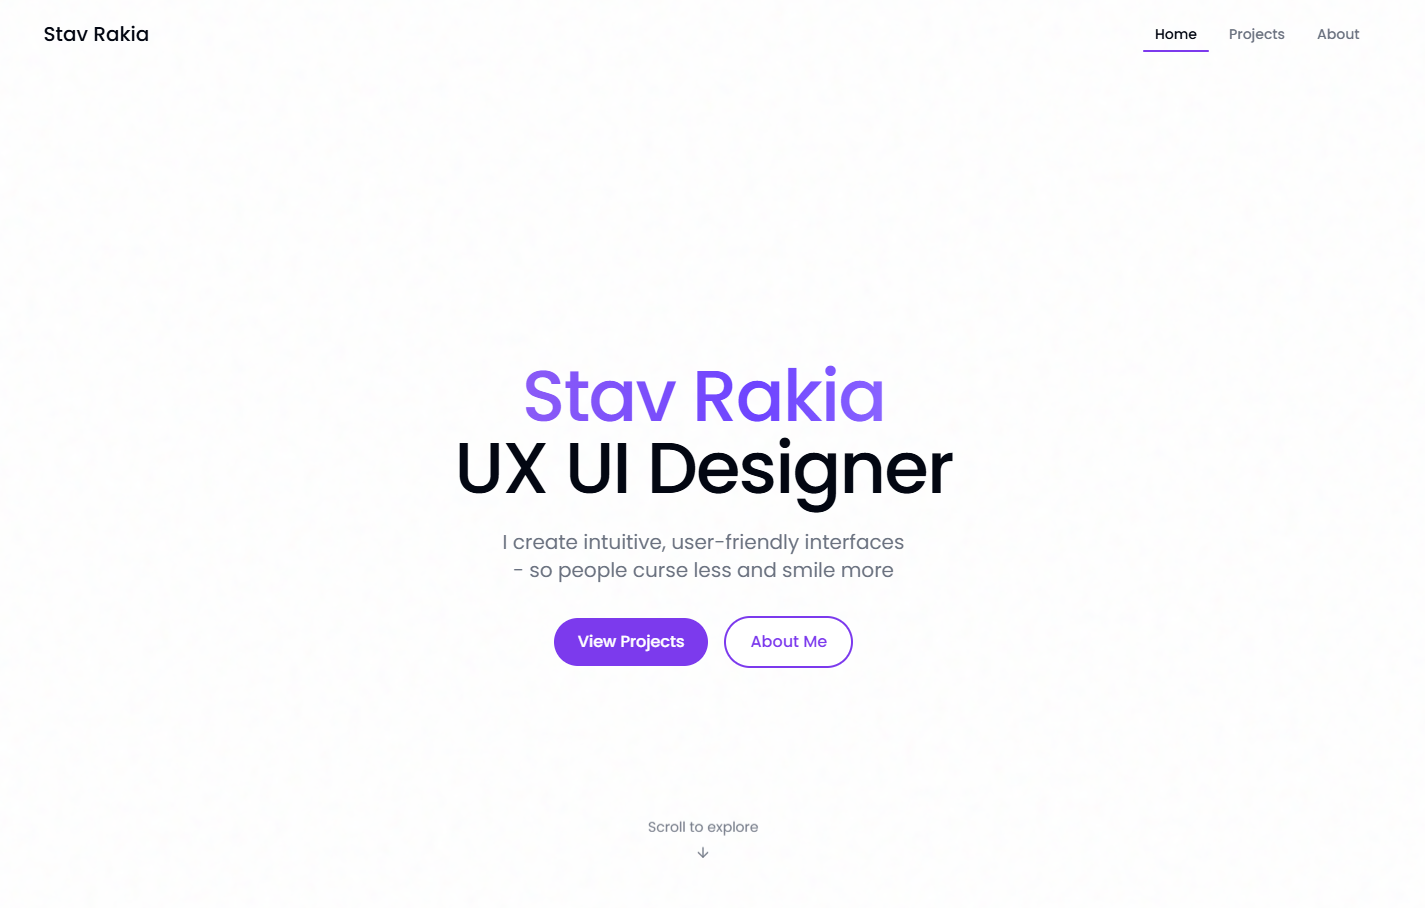 Stav Rakia
Home
Projects
About
Stav Rakia
UX UI Designer
I create intuitive, user-friendly interfaces
- so people curse less and smile more
View Projects
About Me
Scroll to explore